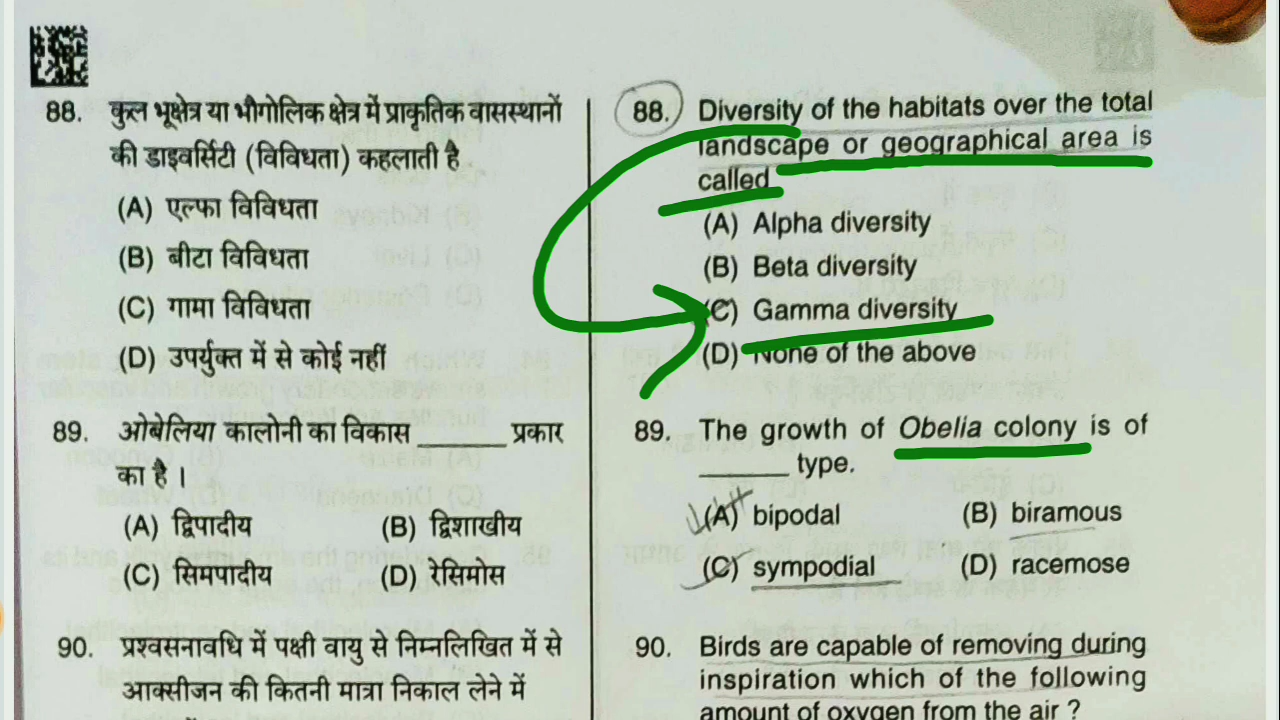 88. कुल भूक्षेत्र या भौगोलिक क्षेत्र में प्राकृतिक वासस्थानों
की डाइवर्सिटी (विविधता) कहलाती है
(A) एल्फा विविधता
(B) बीटा विविधता
(C) गामा विविधता
(D) उपर्युक्त में से कोई नहीं
89. ओबेलिया कालोनी का विकास ______ प्रकार
का है ।
(A) द्विपादीय (B) द्विशाखीय
(C) सिमपादीय (D) रेसिमोस
90. प्रश्वसनावधि में पक्षी वायु से निम्नलिखित में से
आक्सीजन की कितनी मात्रा निकाल लेने में
88. Diversity of the habitats over the total
landscape or geographical area is
called
(A) Alpha diversity
(B) Beta diversity
(C) Gamma diversity
(D) None of the above
89. The growth of Obelia colony is of
______ type.
(A) bipodal (B) biramous
(C) sympodial (D) racemose
90. Birds are capable of removing during
inspiration which of the following
amount of oxygen from the air ?